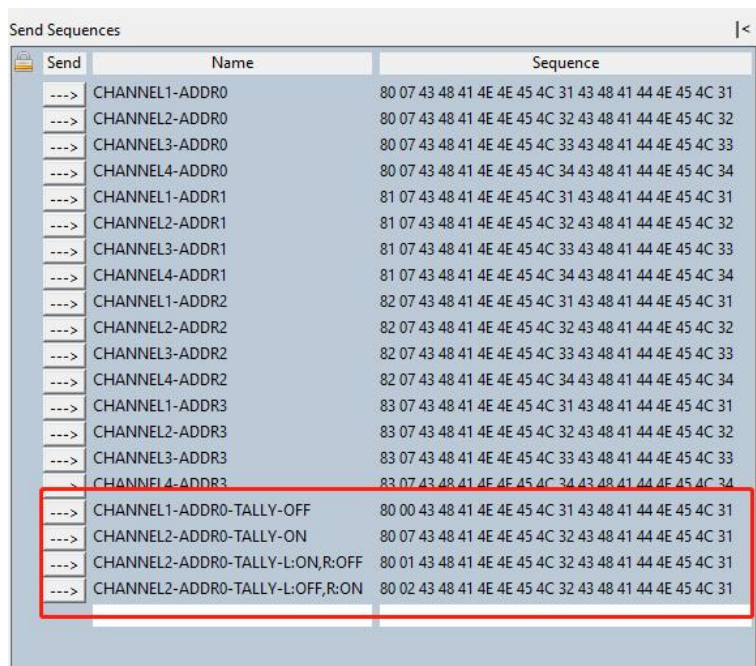 Send Sequences |<
Send Name Sequence
---> CHANNEL1-ADDR0 80 07 43 48 41 4E 4E 45 4C 31 43 48 41 44 4E 45 4C 31
---> CHANNEL2-ADDR0 80 07 43 48 41 4E 4E 45 4C 32 43 48 41 44 4E 45 4C 32
---> CHANNEL3-ADDR0 80 07 43 48 41 4E 4E 45 4C 33 43 48 41 44 4E 45 4C 33
---> CHANNEL4-ADDR0 80 07 43 48 41 4E 4E 45 4C 34 43 48 41 44 4E 45 4C 34
---> CHANNEL1-ADDR1 81 07 43 48 41 4E 4E 45 4C 31 43 48 41 44 4E 45 4C 31
---> CHANNEL2-ADDR1 81 07 43 48 41 4E 4E 45 4C 32 43 48 41 44 4E 45 4C 32
---> CHANNEL3-ADDR1 81 07 43 48 41 4E 4E 45 4C 33 43 48 41 44 4E 45 4C 33
---> CHANNEL4-ADDR1 81 07 43 48 41 4E 4E 45 4C 34 43 48 41 44 4E 45 4C 34
---> CHANNEL1-ADDR2 82 07 43 48 41 4E 4E 45 4C 31 43 48 41 44 4E 45 4C 31
---> CHANNEL2-ADDR2 82 07 43 48 41 4E 4E 45 4C 32 43 48 41 44 4E 45 4C 32
---> CHANNEL3-ADDR2 82 07 43 48 41 4E 4E 45 4C 33 43 48 41 44 4E 45 4C 33
---> CHANNEL4-ADDR2 82 07 43 48 41 4E 4E 45 4C 34 43 48 41 44 4E 45 4C 34
---> CHANNEL1-ADDR3 83 07 43 48 41 4E 4E 45 4C 31 43 48 41 44 4E 45 4C 31
---> CHANNEL2-ADDR3 83 07 43 48 41 4E 4E 45 4C 32 43 48 41 44 4E 45 4C 32
---> CHANNEL3-ADDR3 83 07 43 48 41 4E 4E 45 4C 33 43 48 41 44 4E 45 4C 33
---> CHANNEL4-ADDR3 83 07 43 48 41 4E 4E 45 4C 34 43 48 41 44 4E 45 4C 34
---> CHANNEL1-ADDR0-TALLY-OFF 80 00 43 48 41 4E 4E 45 4C 31 43 48 41 44 4E 45 4C 31
---> CHANNEL2-ADDR0-TALLY-ON 80 07 43 48 41 4E 4E 45 4C 32 43 48 41 44 4E 45 4C 31
---> CHANNEL2-ADDR0-TALLY-L:ON,R:OFF 80 01 43 48 41 4E 4E 45 4C 32 43 48 41 44 4E 45 4C 31
---> CHANNEL2-ADDR0-TALLY-L:OFF,R:ON 80 02 43 48 41 4E 4E 45 4C 32 43 48 41 44 4E 45 4C 31